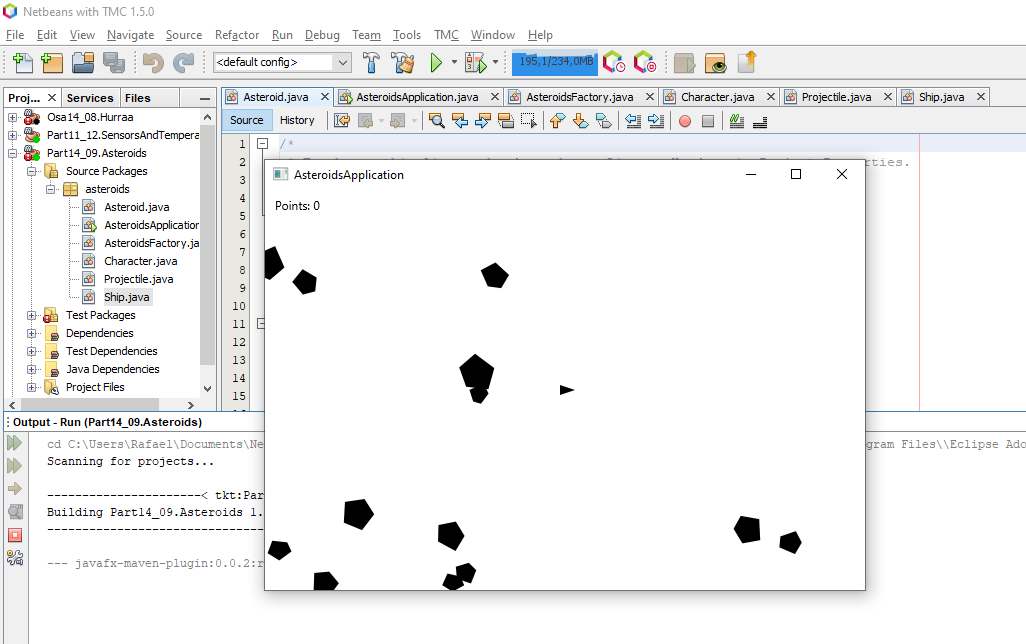 Netbeans with TMC 1.5.0
File Edit View Navigate Source Refactor Run Debug Team Tools TMC Window Help
<default config> 195,1/234,0MB
Proj... Services Files
Asteroid.java AsteroidsApplication.java AsteroidsFactory.java Character.java Projectile.java Ship.java
Source History
Osa14_08.Hurraa
Part11_12.SensorsAndTempera
Part14_09.Asteroids
Source Packages
asteroids
Asteroid.java
AsteroidsApplication
AsteroidsFactory.ja
Character.java
Projectile.java
Ship.java
Test Packages
Dependencies
Test Dependencies
Java Dependencies
Project Files
1 /*
2
3
4
5
6
7
8
9
10
11
12
13
14
15
AsteroidsApplication
Points: 0
Output - Run (Part14_09.Asteroids)
cd C:\Users\Rafael\Documents\Ne gram Files\\Eclipse Ado
Scanning for projects...
----------------------< tkt:Par
Building Part14_09.Asteroids 1.
-------------------------------
--- javafx-maven-plugin:0.0.2:r